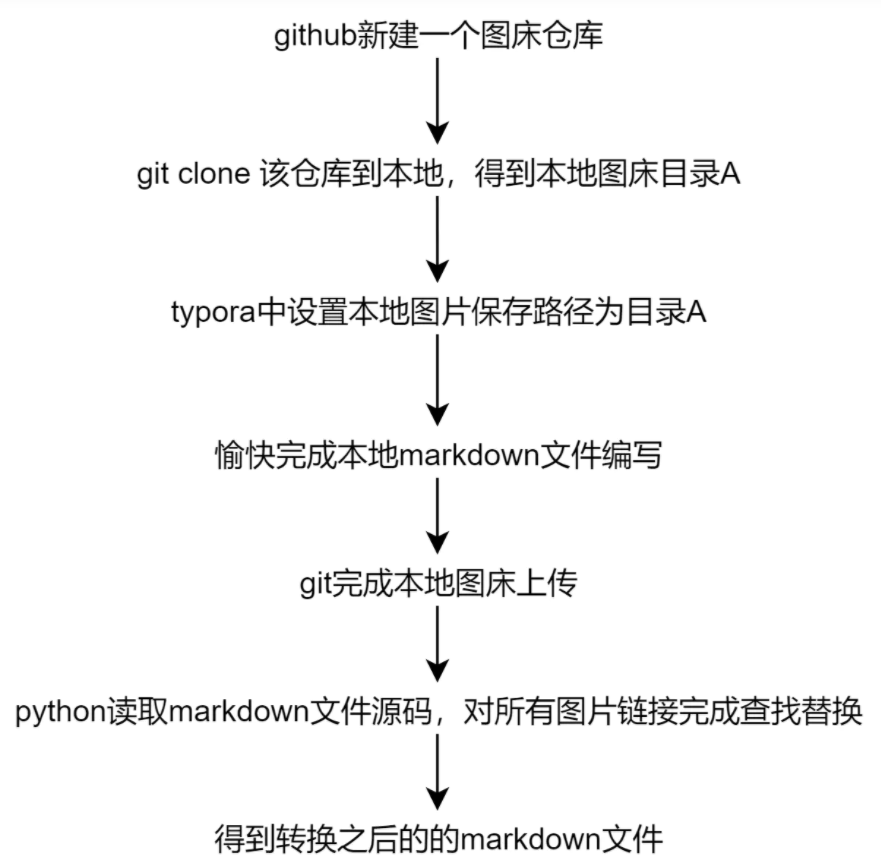 github新建一个图床仓库
git clone 该仓库到本地，得到本地图床目录A
typora中设置本地图片保存路径为目录A
愉快完成本地markdown文件编写
git完成本地图床上传
python读取markdown文件源码，对所有图片链接完成查找替换
得到转换之后的的markdown文件